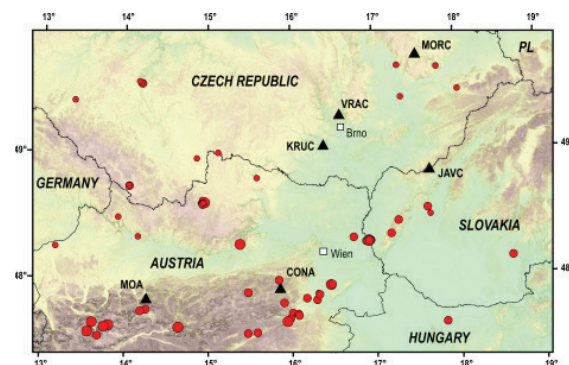 13° 14° 15° 16° 17° 18° 19°
MORC
PL
CZECH REPUBLIC
VRAC
Brno
KRUC
49° 49°
JAVC
GERMANY
SLOVAKIA
Wien
AUSTRIA
48° 48°
CONA
MOA
HUNGARY
13° 14° 15° 16° 17° 18° 19°